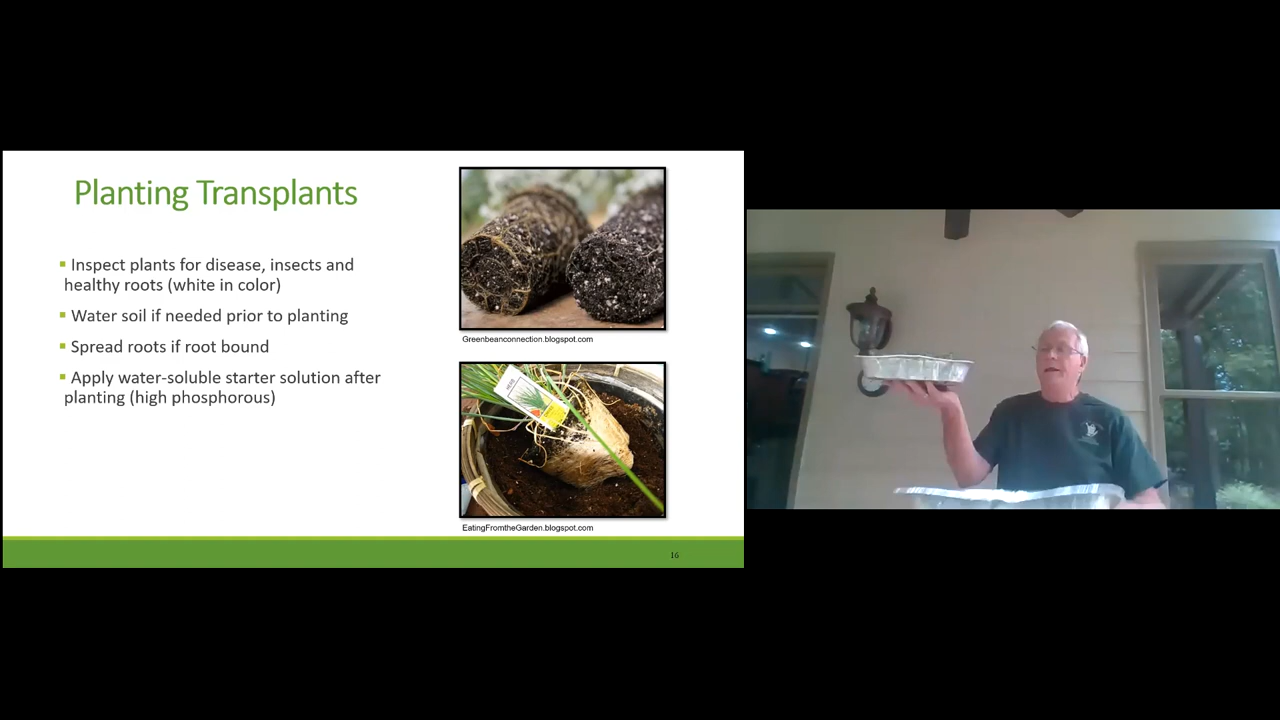 Planting Transplants
▪ Inspect plants for disease, insects and
healthy roots (white in color)
▪ Water soil if needed prior to planting
▪ Spread roots if root bound
▪ Apply water-soluble starter solution after
planting (high phosphorous)
Greenbeanconnection.blogspot.com
EatingFromtheGarden.blogspot.com
16